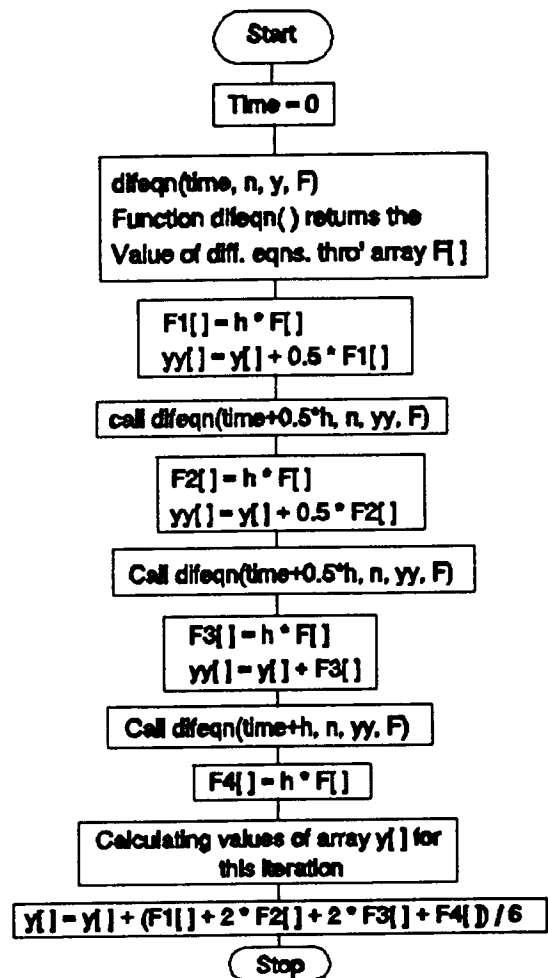 Start
Time = 0
difeqn(time, n, y, F)
Function difeqn( ) returns the
Value of diff. eqns. thro' array F[ ]
F1[ ] = h * F[ ]
yy[ ] = y[ ] + 0.5 * F1[ ]
call difeqn(time+0.5*h, n, yy, F)
F2[ ] = h * F[ ]
yy[ ] = y[ ] + 0.5 * F2[ ]
Call difeqn(time+0.5*h, n, yy, F)
F3[ ] = h * F[ ]
yy[ ] = y[ ] + F3[ ]
Call difeqn(time+h, n, yy, F)
F4[ ] = h * F[ ]
Calculating values of array y[ ] for
this iteration
y[ ] = y[ ] + (F1[ ] + 2 * F2[ ] + 2 * F3[ ] + F4[ ]) / 6
Stop